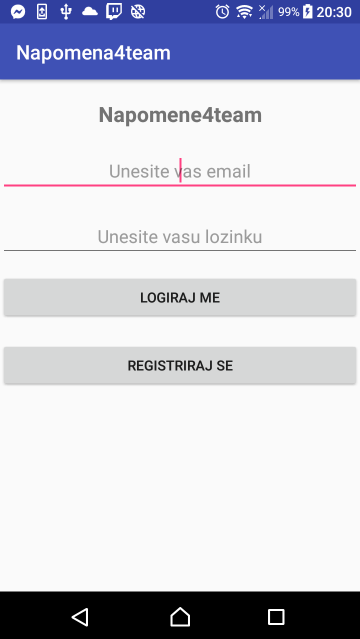 99% 20:30
Napomena4team
Napomene4team
Unesite vas email
Unesite vasu lozinku
LOGIRAJ ME
REGISTRIRAJ SE